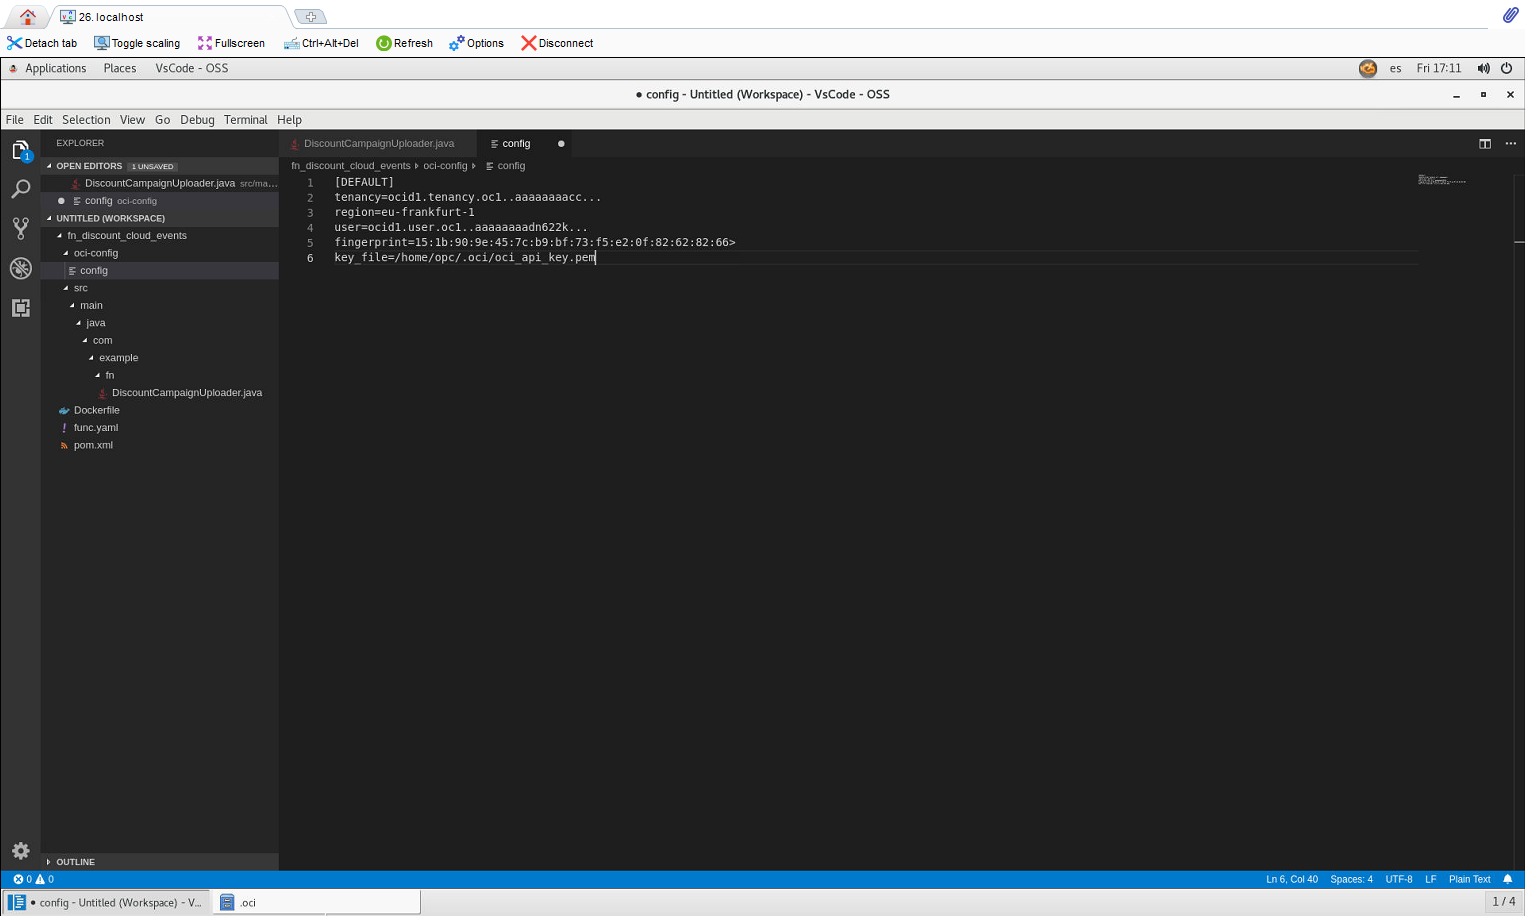 26. localhost
Detach tab Toggle scaling Fullscreen Ctrl+Alt+Del Refresh Options Disconnect
Applications Places VsCode - OSS es Fri 17:11
● config - Untitled (Workspace) - VsCode - OSS
File Edit Selection View Go Debug Terminal Help
EXPLORER
1
OPEN EDITORS 1 UNSAVED
DiscountCampaignUploader.java src/ma...
● config oci-config
UNTITLED (WORKSPACE)
fn_discount_cloud_events
oci-config
config
src
main
java
com
example
fn
DiscountCampaignUploader.java
Dockerfile
! func.yaml
pom.xml
OUTLINE
DiscountCampaignUploader.java config ●
fn_discount_cloud_events oci-config config
1 [DEFAULT]
2 tenancy=ocid1.tenancy.oc1..aaaaaaaacc...
3 region=eu-frankfurt-1
4 user=ocid1.user.oc1..aaaaaaaadn622k...
5 fingerprint=15:1b:90:9e:45:7c:b9:bf:73:f5:e2:0f:82:62:82:66>
6 key_file=/home/opc/.oci/oci_api_key.pem
0 0 Ln 6, Col 40 Spaces: 4 UTF-8 LF Plain Text
● config - Untitled (Workspace) - V... .oci 1 / 4